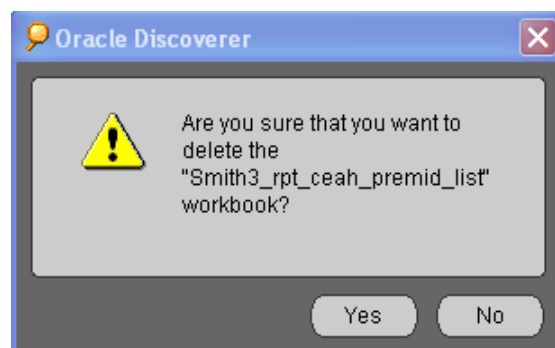 Oracle Discoverer
Are you sure that you want to
delete the
"Smith3_rpt_ceah_premid_list"
workbook?
Yes
No